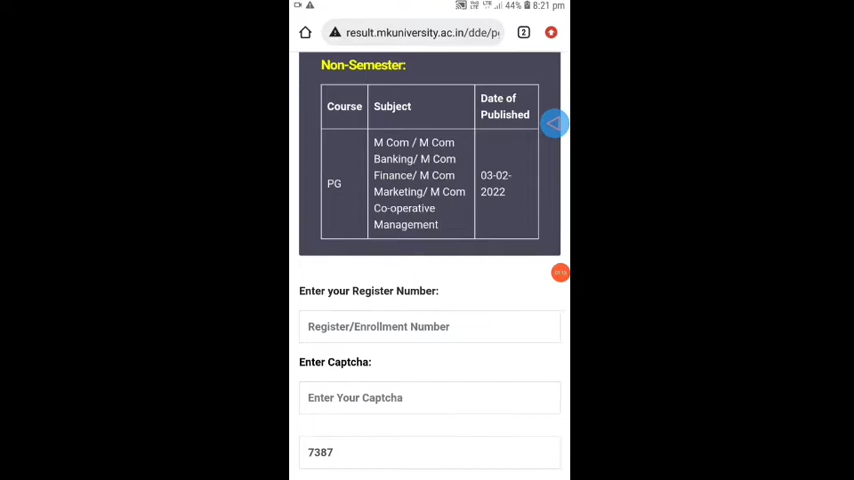 44% 8:21 pm
result.mkuniversity.ac.in/dde/p
2
Non-Semester:
Course Subject Date of
Published
PG M Com / M Com
Banking/ M Com
Finance/ M Com
Marketing/ M Com
Co-operative
Management
03-02-
2022
Enter your Register Number:
Register/Enrollment Number
Enter Captcha:
Enter Your Captcha
7387